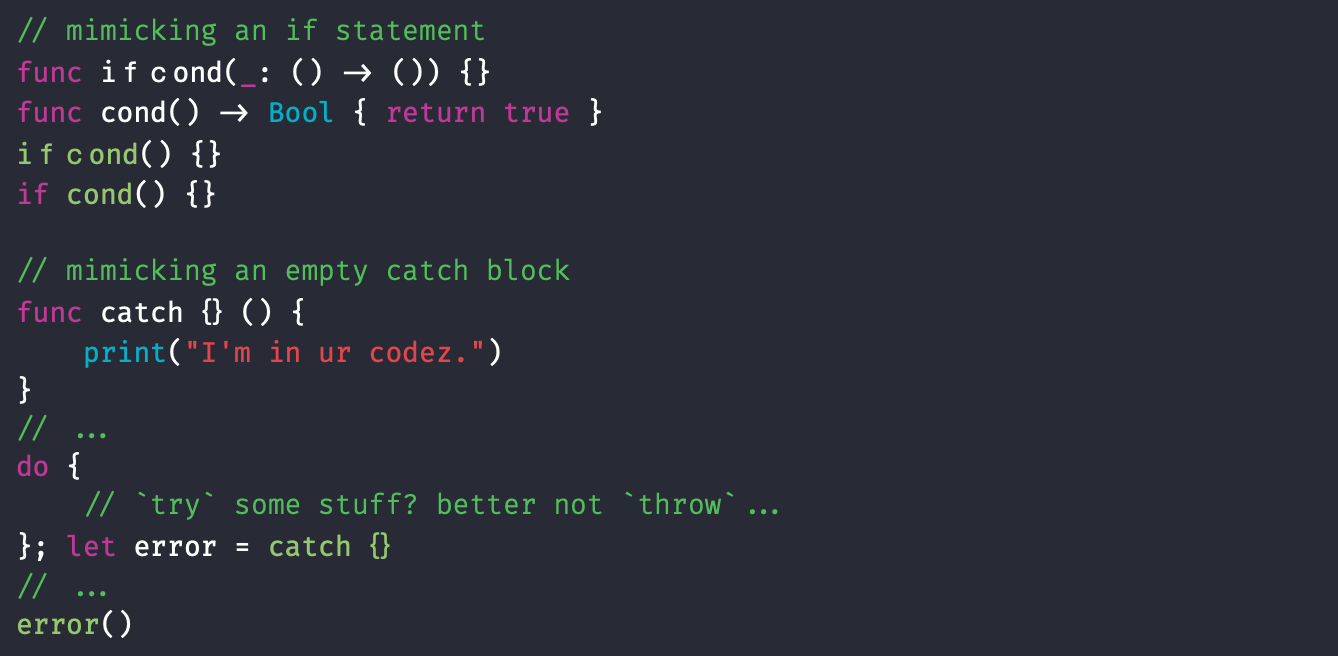 // mimicking an if statement
func if cond(_: () -> ()) {}
func cond() -> Bool { return true }
if cond() {}
if cond() {}
// mimicking an empty catch block
func catch {} () {
    print("I'm in ur codez.")
}
// ...
do {
    // `try` some stuff? better not `throw`...
}; let error = catch {}
// ...
error()